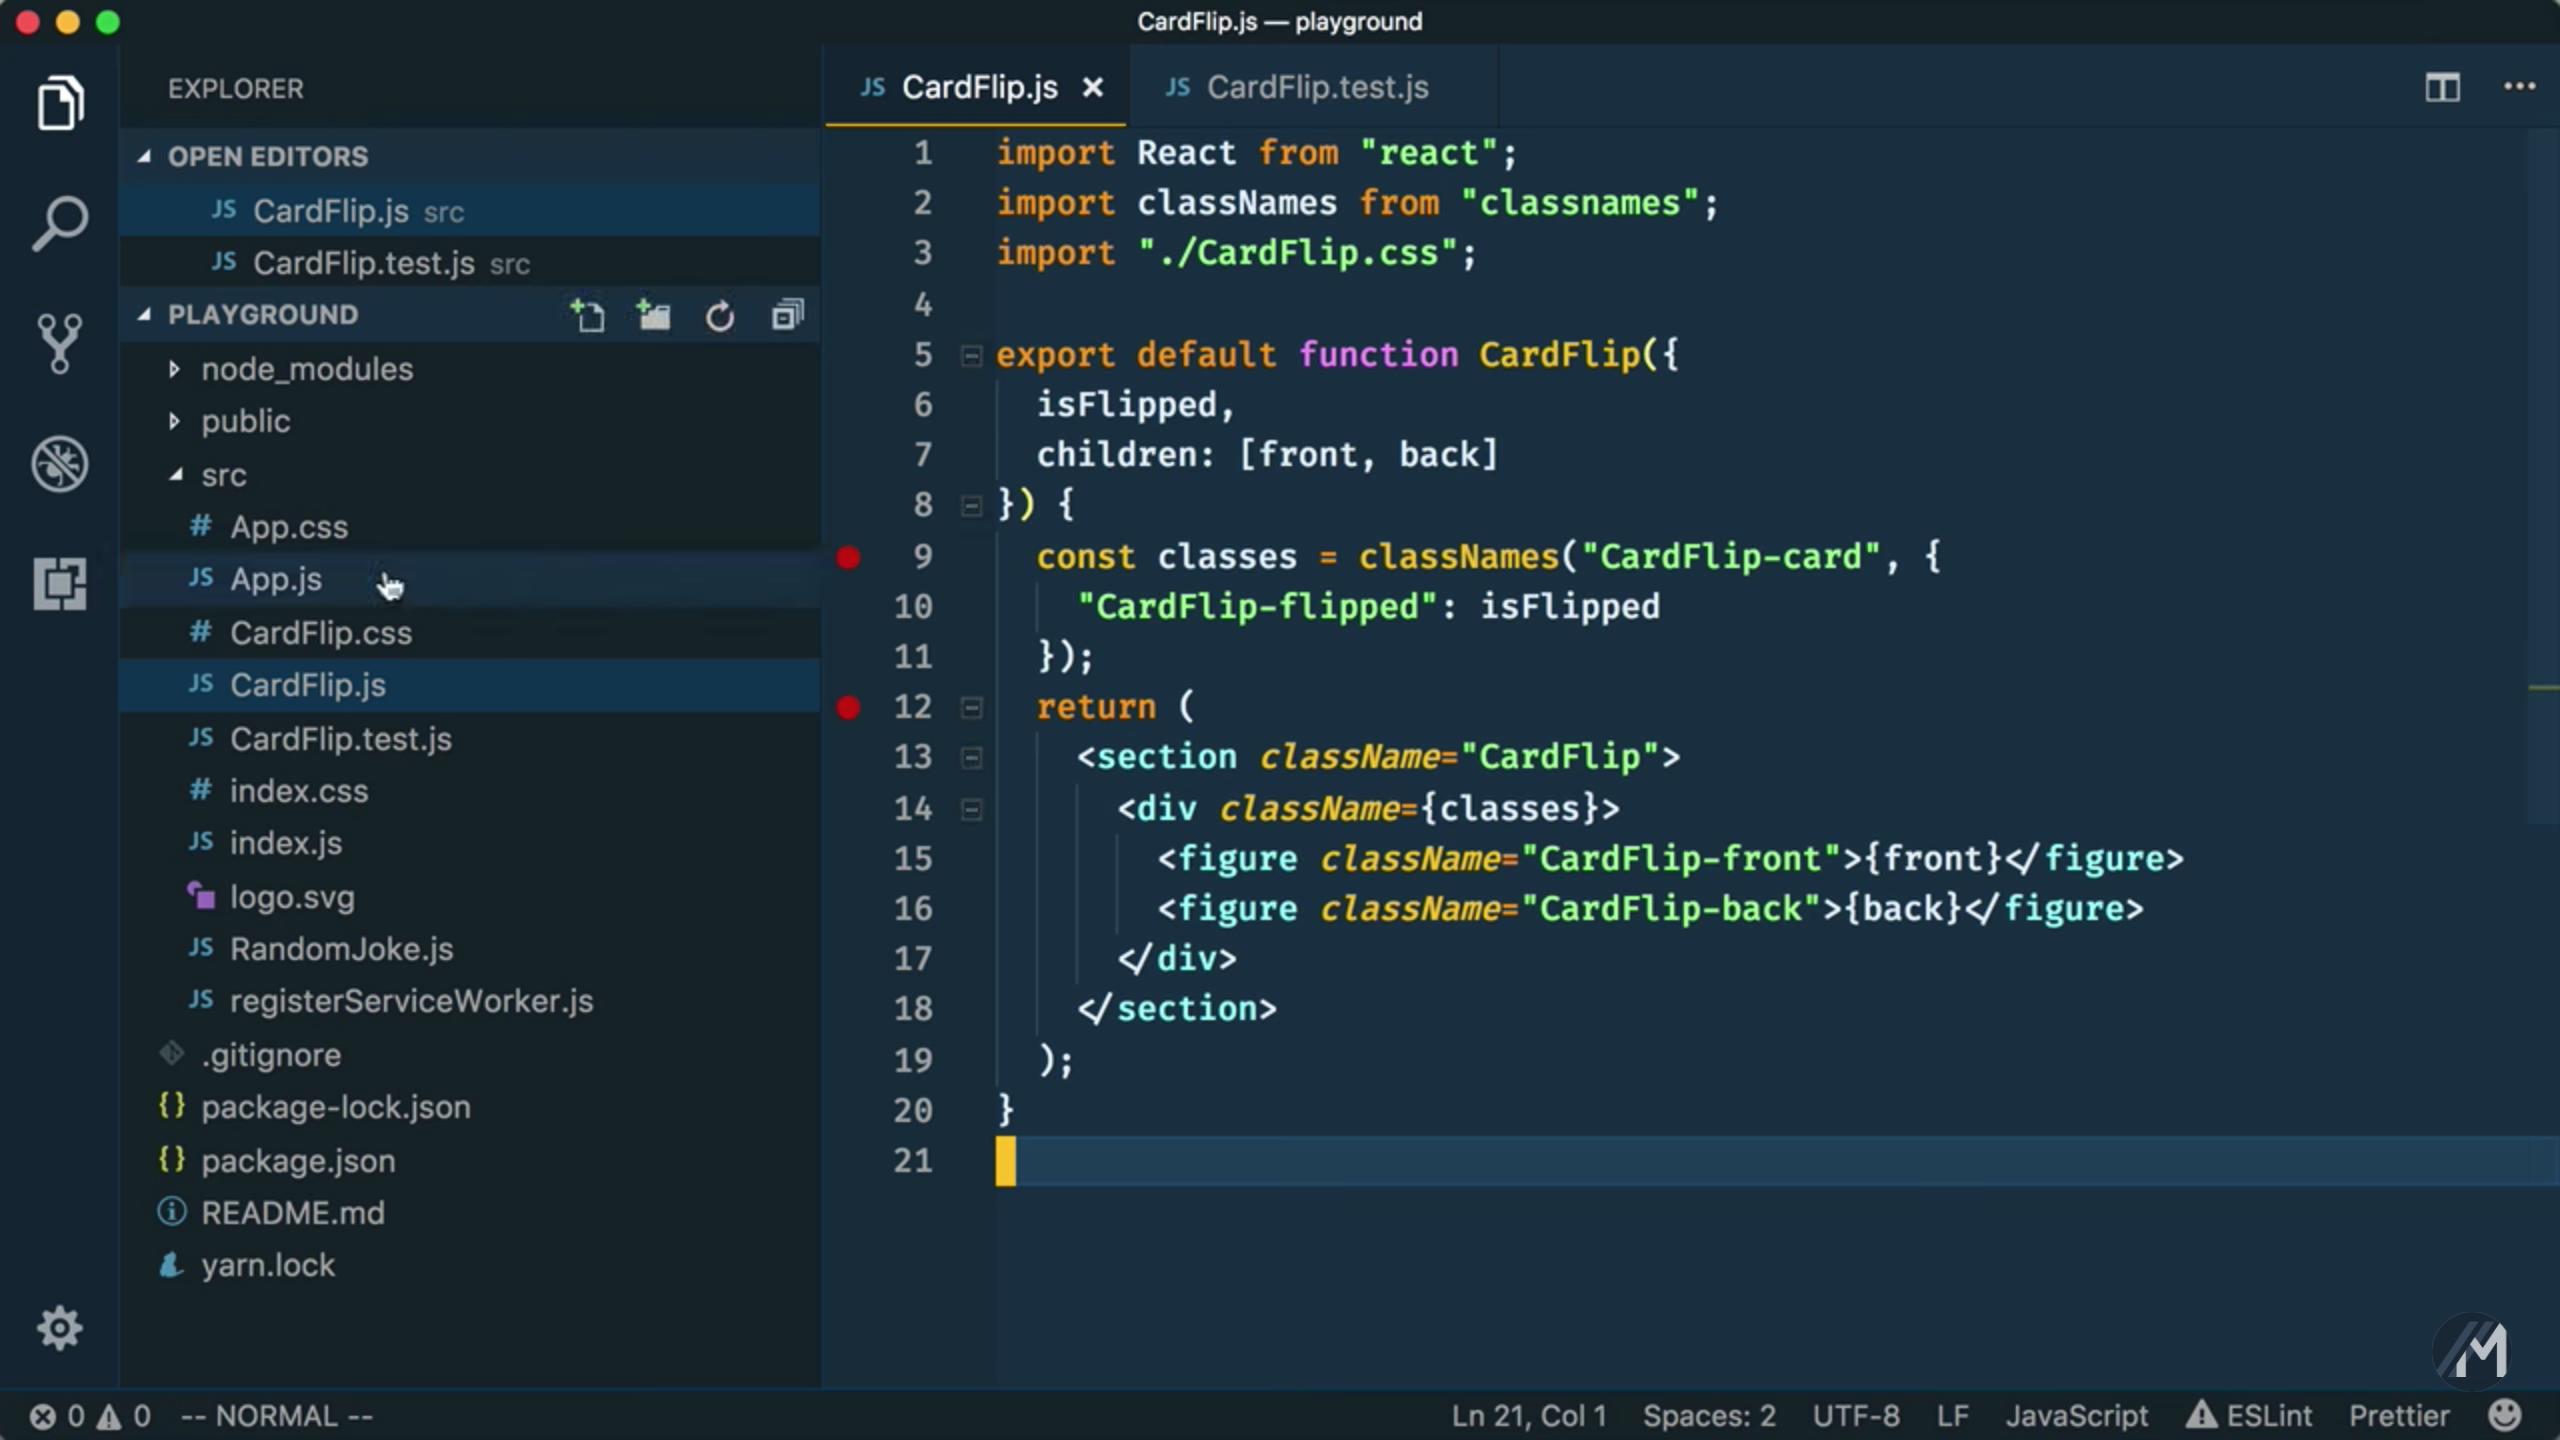 CardFlip.js — playground
EXPLORER
OPEN EDITORS
JS CardFlip.js src
JS CardFlip.test.js src
PLAYGROUND
node_modules
public
src
# App.css
JS App.js
# CardFlip.css
JS CardFlip.js
JS CardFlip.test.js
# index.css
JS index.js
logo.svg
JS RandomJoke.js
JS registerServiceWorker.js
.gitignore
{} package-lock.json
{} package.json
README.md
yarn.lock
JS CardFlip.js ×
JS CardFlip.test.js
1 import React from "react";
2 import classNames from "classnames";
3 import "./CardFlip.css";
4
5 export default function CardFlip({
6 isFlipped,
7 children: [front, back]
8 }) {
9 const classes = classNames("CardFlip-card", {
10 "CardFlip-flipped": isFlipped
11 });
12 return (
13 <section className="CardFlip">
14 <div className={classes}>
15 <figure className="CardFlip-front">{front}</figure>
16 <figure className="CardFlip-back">{back}</figure>
17 </div>
18 </section>
19 );
20 }
21
M
0 0 -- NORMAL -- Ln 21, Col 1 Spaces: 2 UTF-8 LF JavaScript ESLint Prettier